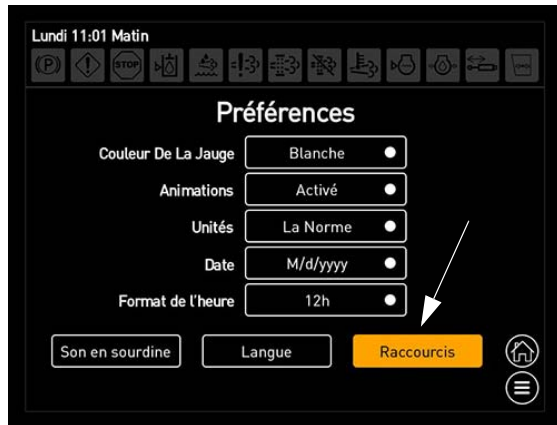 Lundi 11:01 Matin
(P) STOP
Préférences
Couleur De La Jauge Blanche
Animations Activé
Unités La Norme
Date M/d/yyyy
Format de l'heure 12h
Son en sourdine Langue Raccourcis